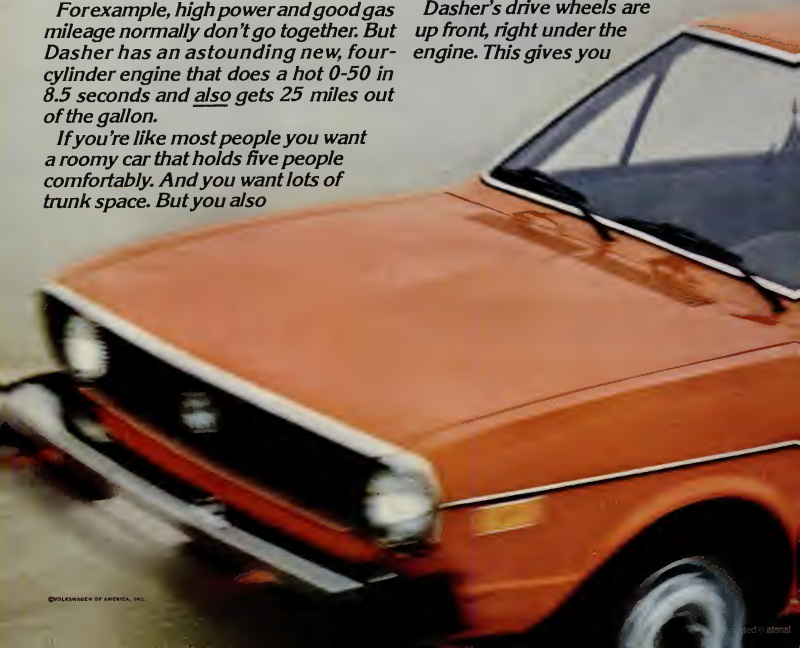 For example, high power and good gas
mileage normally don't go together. But
Dasher has an astounding new, four-
cylinder engine that does a hot 0-50 in
8.5 seconds and also gets 25 miles out
of the gallon.
If you're like most people you want
a roomy car that holds five people
comfortably. And you want lots of
trunk space. But you also
Dasher's drive wheels are
up front, right under the
engine. This gives you
©VOLKSWAGEN OF AMERICA, INC.